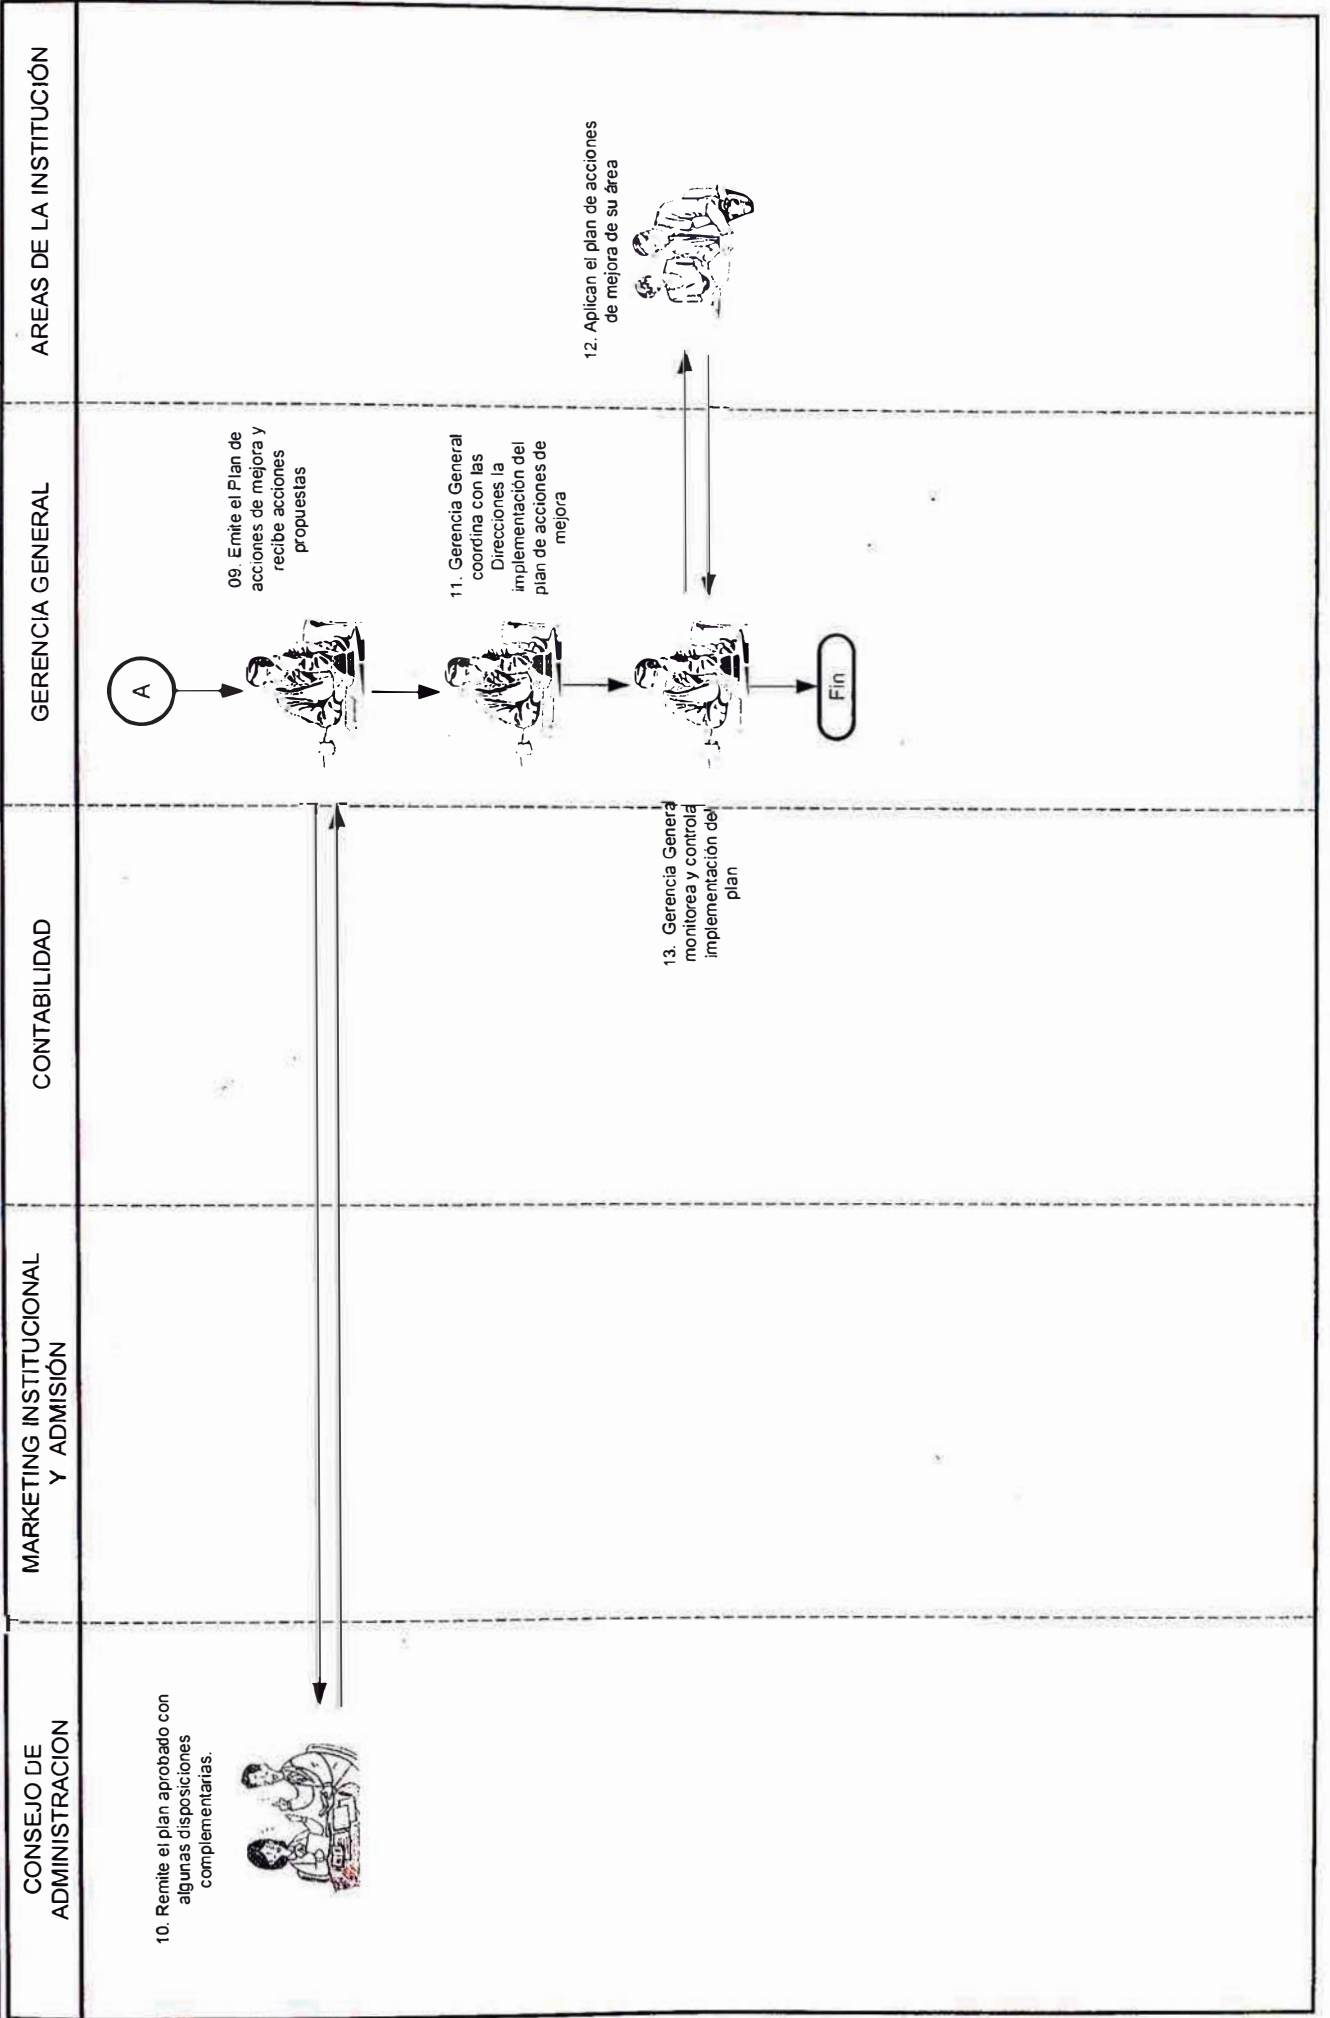 CONSEJO DE
ADMINISTRACION
MARKETING INSTITUCIONAL
Y ADMISIÓN
CONTABILIDAD
GERENCIA GENERAL
AREAS DE LA INSTITUCIÓN
A
10. Remite el plan aprobado con
algunas disposiciones
complementarias.
09. Emite el Plan de
acciones de mejora y
recibe acciones
propuestas
11. Gerencia General
coordina con las
Direcciones la
implementación del
plan de acciones de
mejora
12. Aplican el plan de acciones
de mejora de su área
13. Gerencia General
monitorea y controla
implementación del
plan
Fin